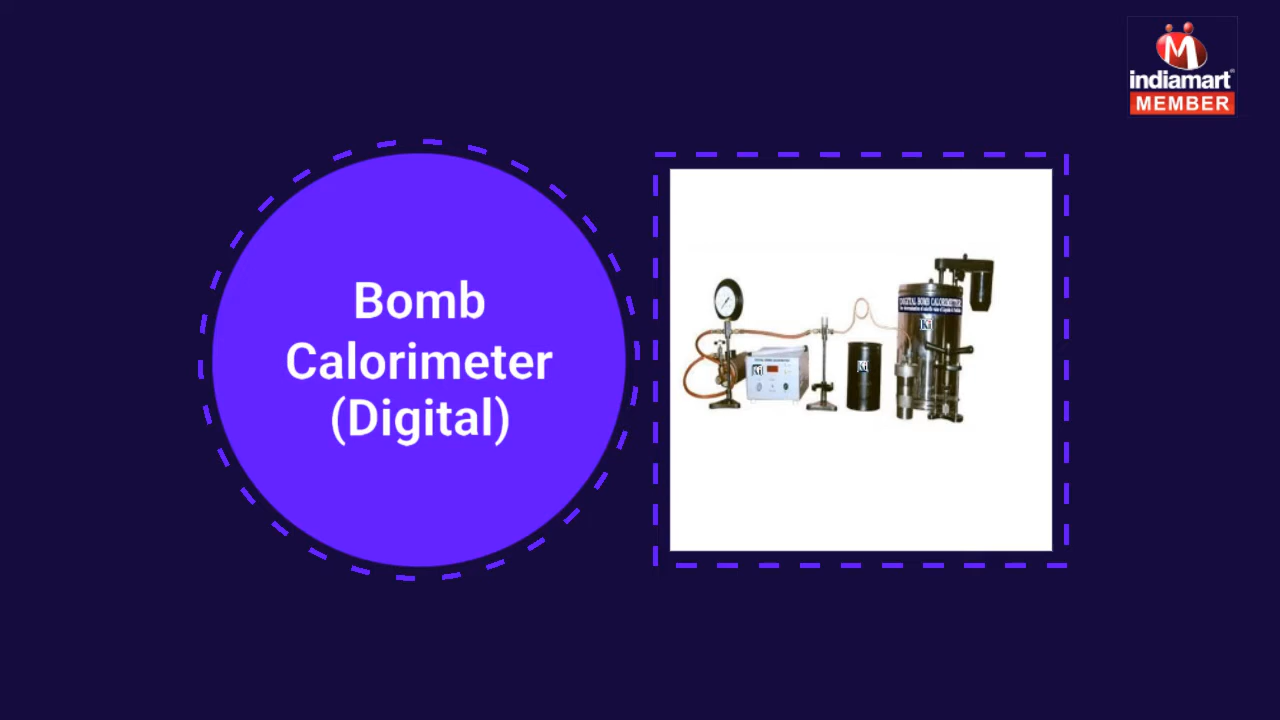 indiamart
MEMBER
Bomb
Calorimeter
(Digital)
DIGITAL BOMB CALORIMETER